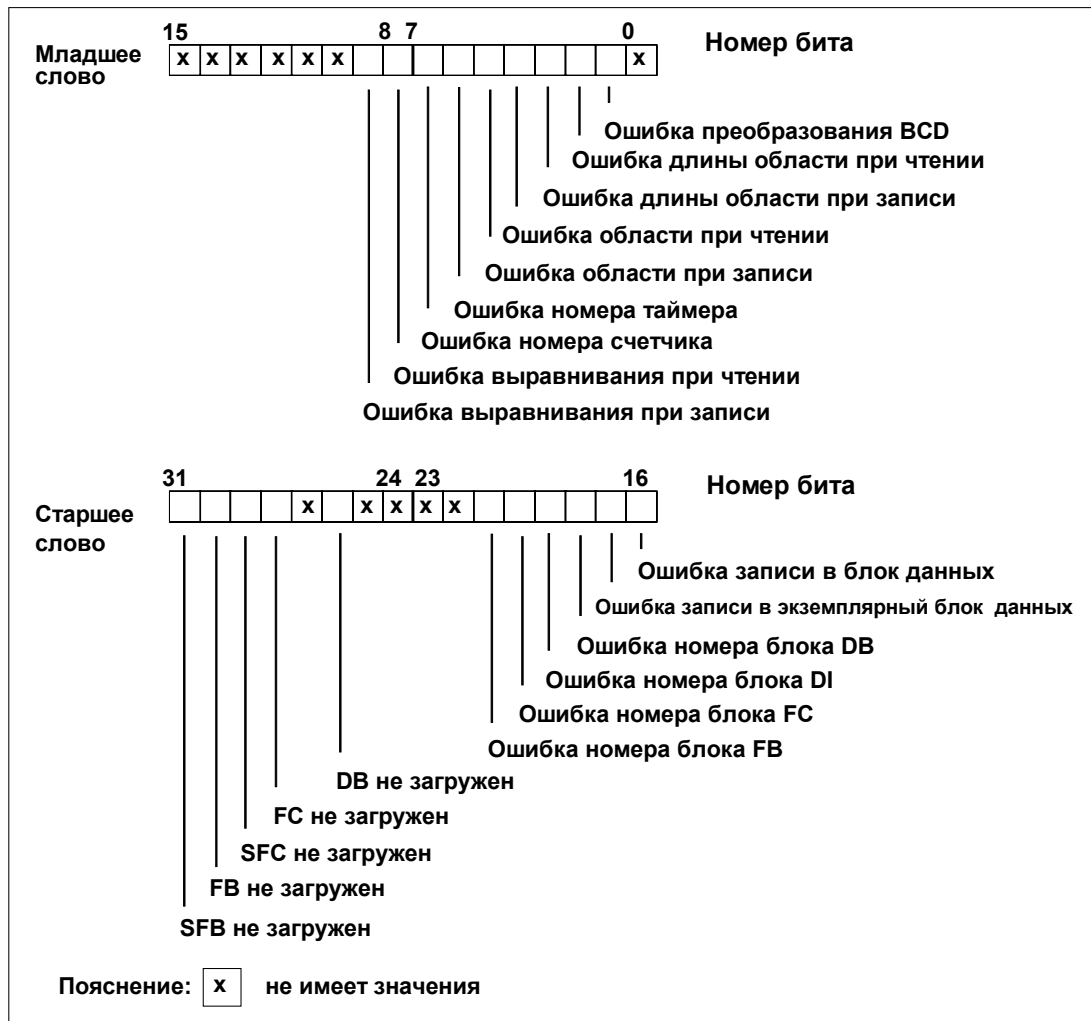 15 8 7 0 Номер бита
Младшее
слово
x x x x x x x
Ошибка преобразования BCD
Ошибка длины области при чтении
Ошибка длины области при записи
Ошибка области при чтении
Ошибка области при записи
Ошибка номера таймера
Ошибка номера счетчика
Ошибка выравнивания при чтении
Ошибка выравнивания при записи
31 24 23 16 Номер бита
Старшее
слово
x x x x x
Ошибка записи в блок данных
Ошибка записи в экземплярный блок данных
Ошибка номера блока DB
Ошибка номера блока DI
Ошибка номера блока FC
Ошибка номера блока FB
DB не загружен
FC не загружен
SFC не загружен
FB не загружен
SFB не загружен
Пояснение: x не имеет значения